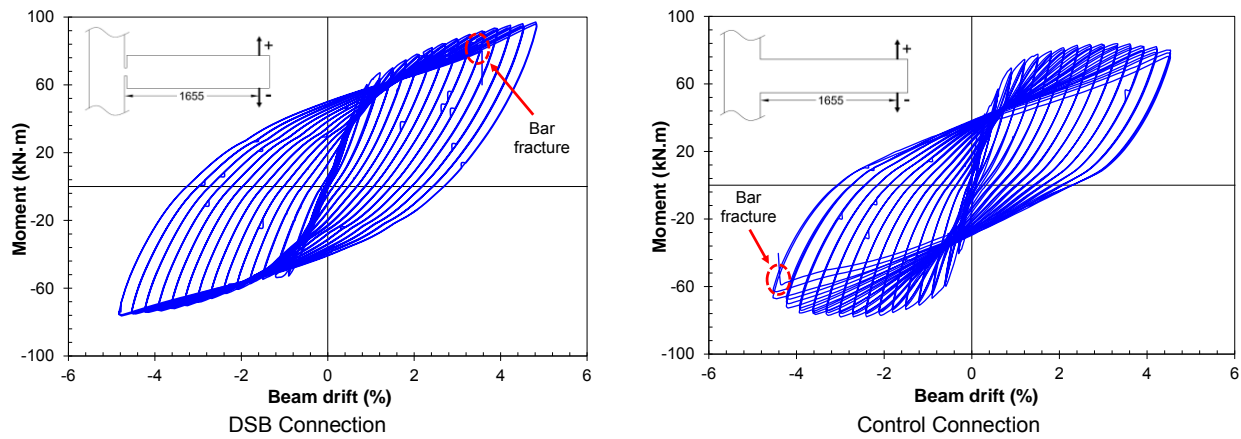 100
60
20
-20
-60
-100
Moment (kN·m)
-6 -4 -2 0 2 4 6
Beam drift (%)
1655
+
-
Bar
fracture
DSB Connection
100
60
20
-20
-60
-100
Moment (kN.m)
-6 -4 -2 0 2 4 6
Beam drift (%)
1655
+
-
Bar
fracture
Control Connection